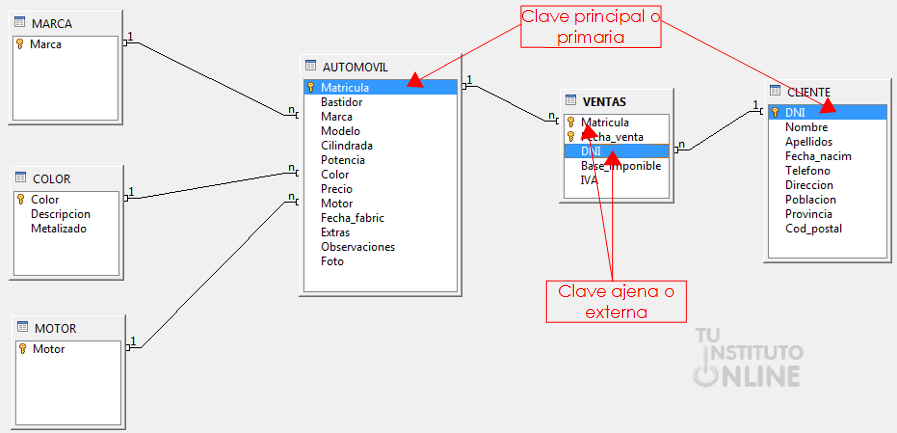 MARCA
Marca
1
n
COLOR
Color
Descripcion
Metalizado
1
n
MOTOR
Motor
1
n
AUTOMOVIL
Matricula
Bastidor
Marca
Modelo
Cilindrada
Potencia
Color
Precio
Motor
Fecha_fabric
Extras
Observaciones
Foto
1
n
Clave principal o
primaria
VENTAS
Matricula
Fecha_venta
DNI
Base_imponible
IVA
n
1
Clave ajena o
externa
CLIENTE
DNI
Nombre
Apellidos
Fecha_nacim
Telefono
Direccion
Poblacion
Provincia
Cod_postal
TU
INSTITUTO
ONLINE